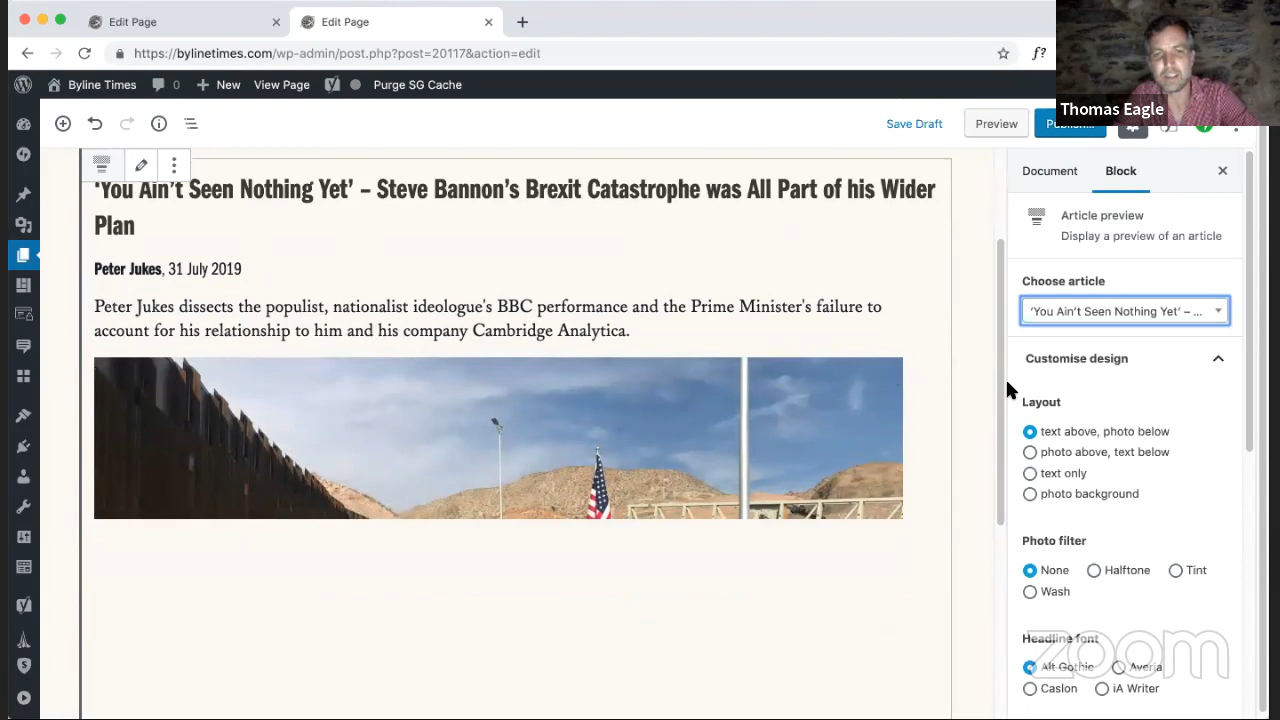 Edit Page
Edit Page
https://bylinetimes.com/wp-admin/post.php?post=20117&action=edit
f?
Thomas Eagle
Byline Times 0 New View Page Purge SG Cache
Save Draft Preview Publish...
Document Block
Article preview
Display a preview of an article
Choose article
‘You Ain’t Seen Nothing Yet’ – ...
Customise design
Layout
text above, photo below
photo above, text below
text only
photo background
Photo filter
None Halftone Tint
Wash
Headline font
Alt Gothic Averia
Caslon iA Writer
‘You Ain’t Seen Nothing Yet’ – Steve Bannon’s Brexit Catastrophe was All Part of his Wider
Plan
Peter Jukes, 31 July 2019
Peter Jukes dissects the populist, nationalist ideologue's BBC performance and the Prime Minister's failure to
account for his relationship to him and his company Cambridge Analytica.
zoom